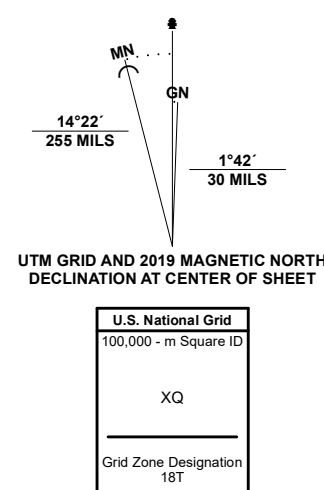 MN
GN
14°22´
255 MILS
1°42´
30 MILS
UTM GRID AND 2019 MAGNETIC NORTH
DECLINATION AT CENTER OF SHEET
U.S. National Grid
100,000 - m Square ID
XQ
Grid Zone Designation
18T